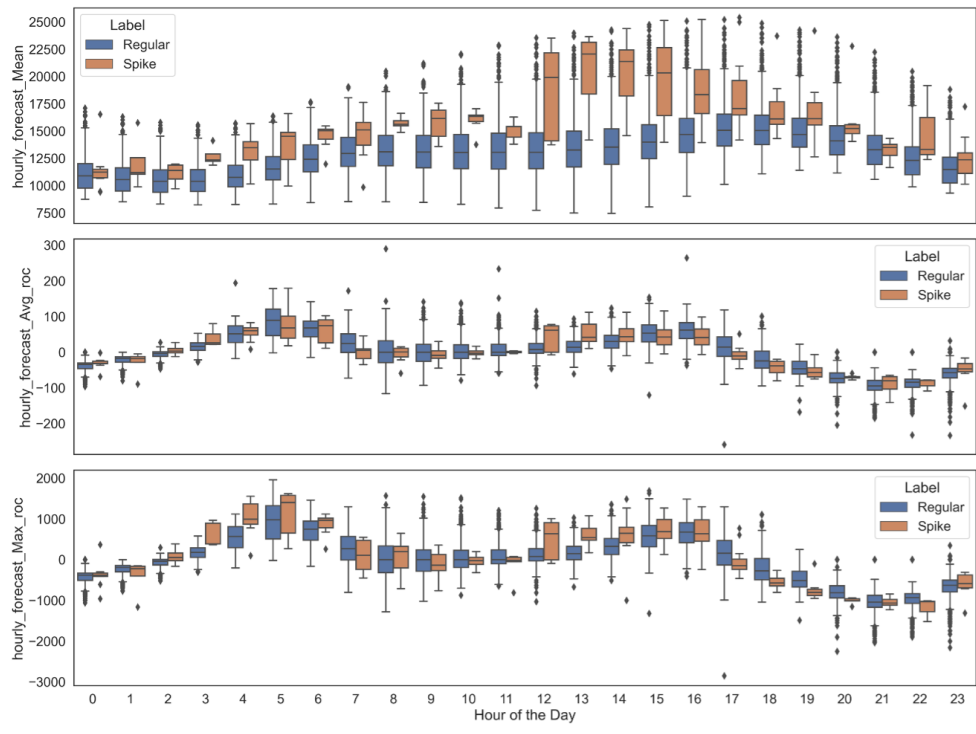 hourly_forecast_Mean
25000
22500
20000
17500
15000
12500
10000
7500
Label
Regular
Spike
hourly_forecast_Avg_roc
300
200
100
0
−100
−200
Label
Regular
Spike
hourly_forecast_Max_roc
2000
1000
0
−1000
−2000
−3000
Label
Regular
Spike
0 1 2 3 4 5 6 7 8 9 10 11 12 13 14 15 16 17 18 19 20 21 22 23
Hour of the Day